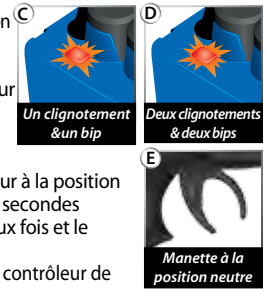 on
C
D
ur
Un clignotement
&un bip
Deux clignotements
& deux bips
E
ur à la position
secondes
ux fois et le
contrôleur de
Manette à la
position neutre